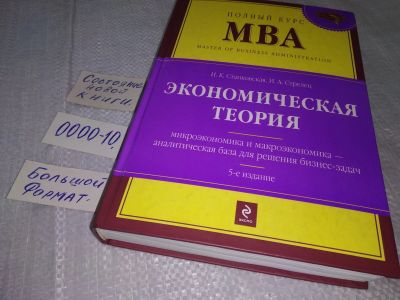 ПОЛНЫЙ КУРС
MBA
MASTER OF BUSINESS ADMINISTRATION
И. К. Станковская, И. А. Стрелец
ЭКОНОМИЧЕСКАЯ
ТЕОРИЯ
микроэкономика и макроэкономика —
аналитическая база для решения бизнес-задач
5-е издание
ЭКСМО
Состояние
новой
книги.
0000-10
Большой
Формат.